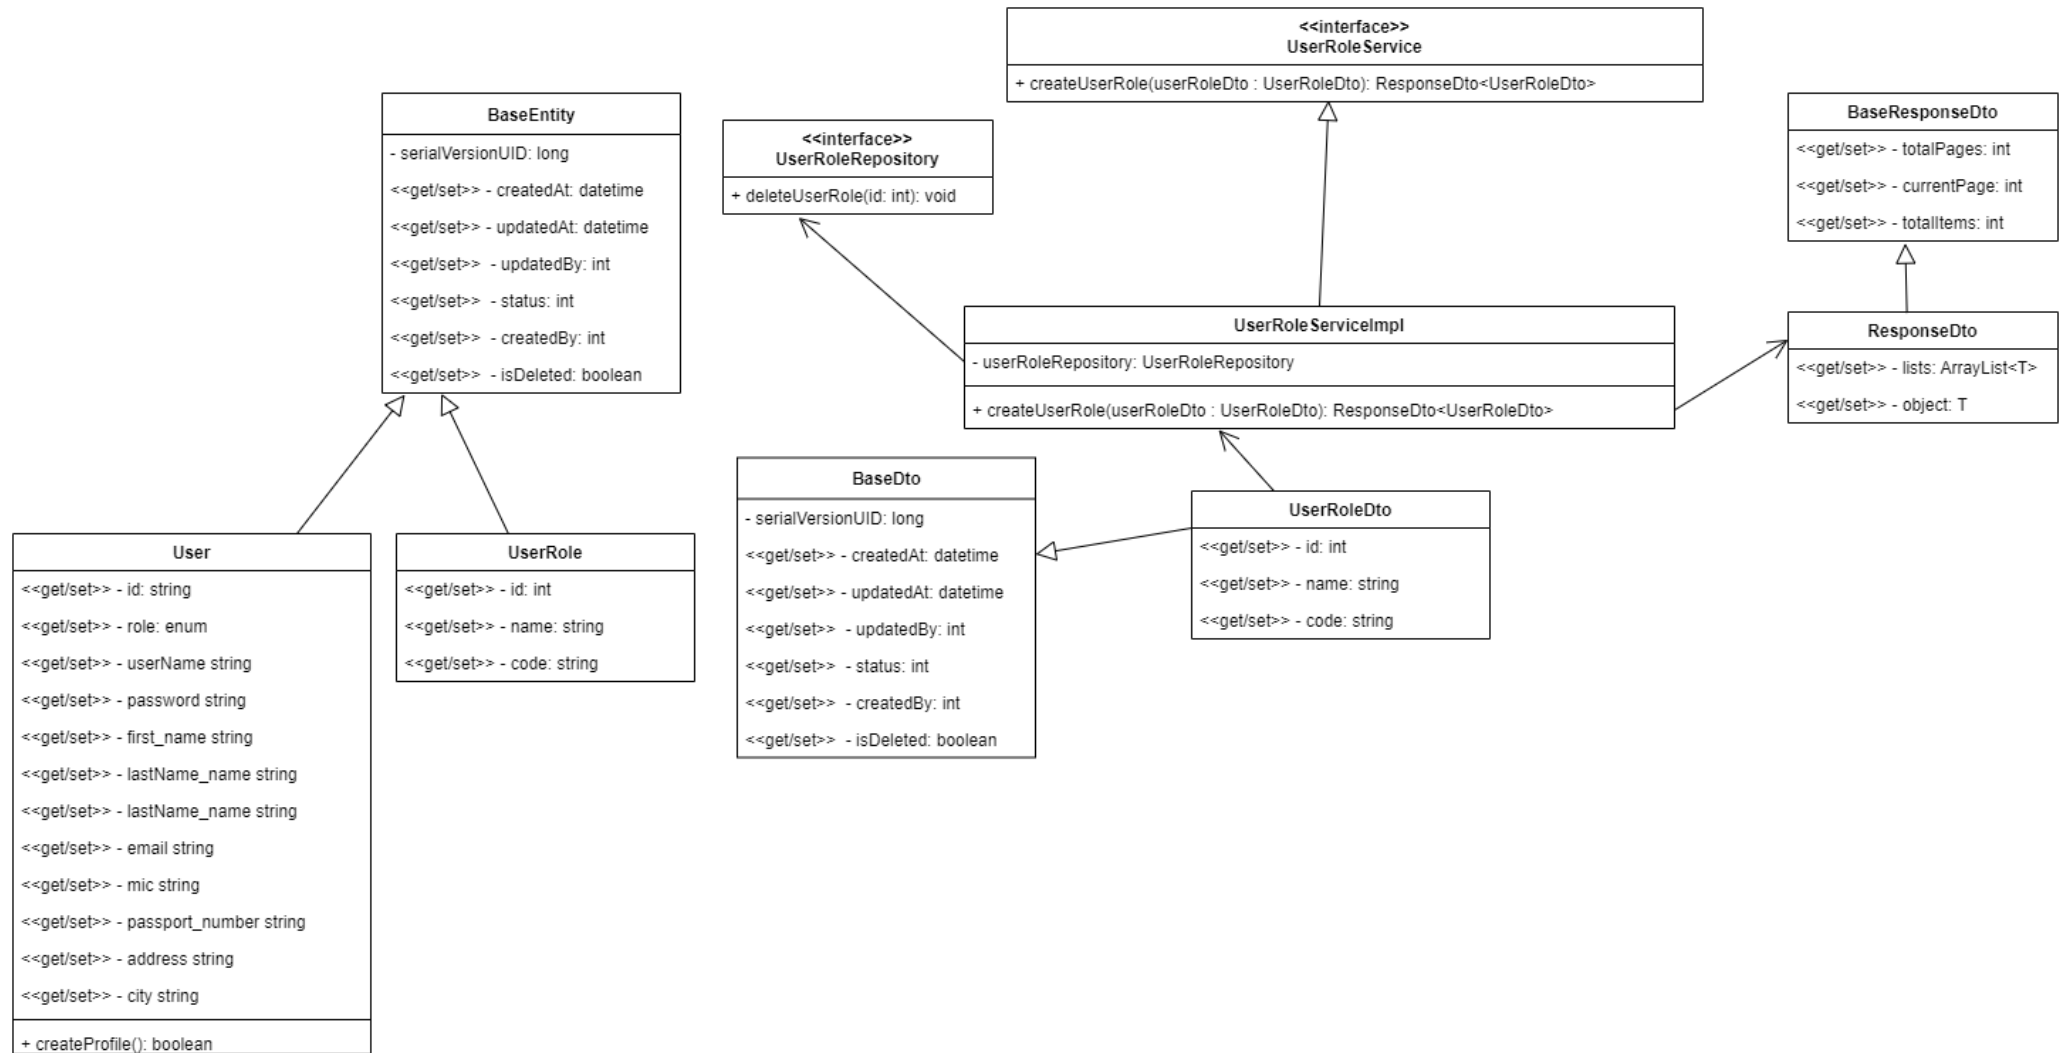 <<interface>>
UserRoleService
+ createUserRole(userRoleDto : UserRoleDto): ResponseDto<UserRoleDto>
BaseEntity
- serialVersionUID: long
<<get/set>> - createdAt: datetime
<<get/set>> - updatedAt: datetime
<<get/set>> - updatedBy: int
<<get/set>> - status: int
<<get/set>> - createdBy: int
<<get/set>> - isDeleted: boolean
<<interface>>
UserRoleRepository
+ deleteUserRole(id: int): void
BaseResponseDto
<<get/set>> - totalPages: int
<<get/set>> - currentPage: int
<<get/set>> - totalItems: int
UserRoleServiceImpl
- userRoleRepository: UserRoleRepository
+ createUserRole(userRoleDto : UserRoleDto): ResponseDto<UserRoleDto>
ResponseDto
<<get/set>> - lists: ArrayList<T>
<<get/set>> - object: T
BaseDto
- serialVersionUID: long
<<get/set>> - createdAt: datetime
<<get/set>> - updatedAt: datetime
<<get/set>> - updatedBy: int
<<get/set>> - status: int
<<get/set>> - createdBy: int
<<get/set>> - isDeleted: boolean
UserRoleDto
<<get/set>> - id: int
<<get/set>> - name: string
<<get/set>> - code: string
User
<<get/set>> - id: string
<<get/set>> - role: enum
<<get/set>> - userName string
<<get/set>> - password string
<<get/set>> - first_name string
<<get/set>> - lastName_name string
<<get/set>> - lastName_name string
<<get/set>> - email string
<<get/set>> - mic string
<<get/set>> - passport_number string
<<get/set>> - address string
<<get/set>> - city string
+ createProfile(): boolean
UserRole
<<get/set>> - id: int
<<get/set>> - name: string
<<get/set>> - code: string